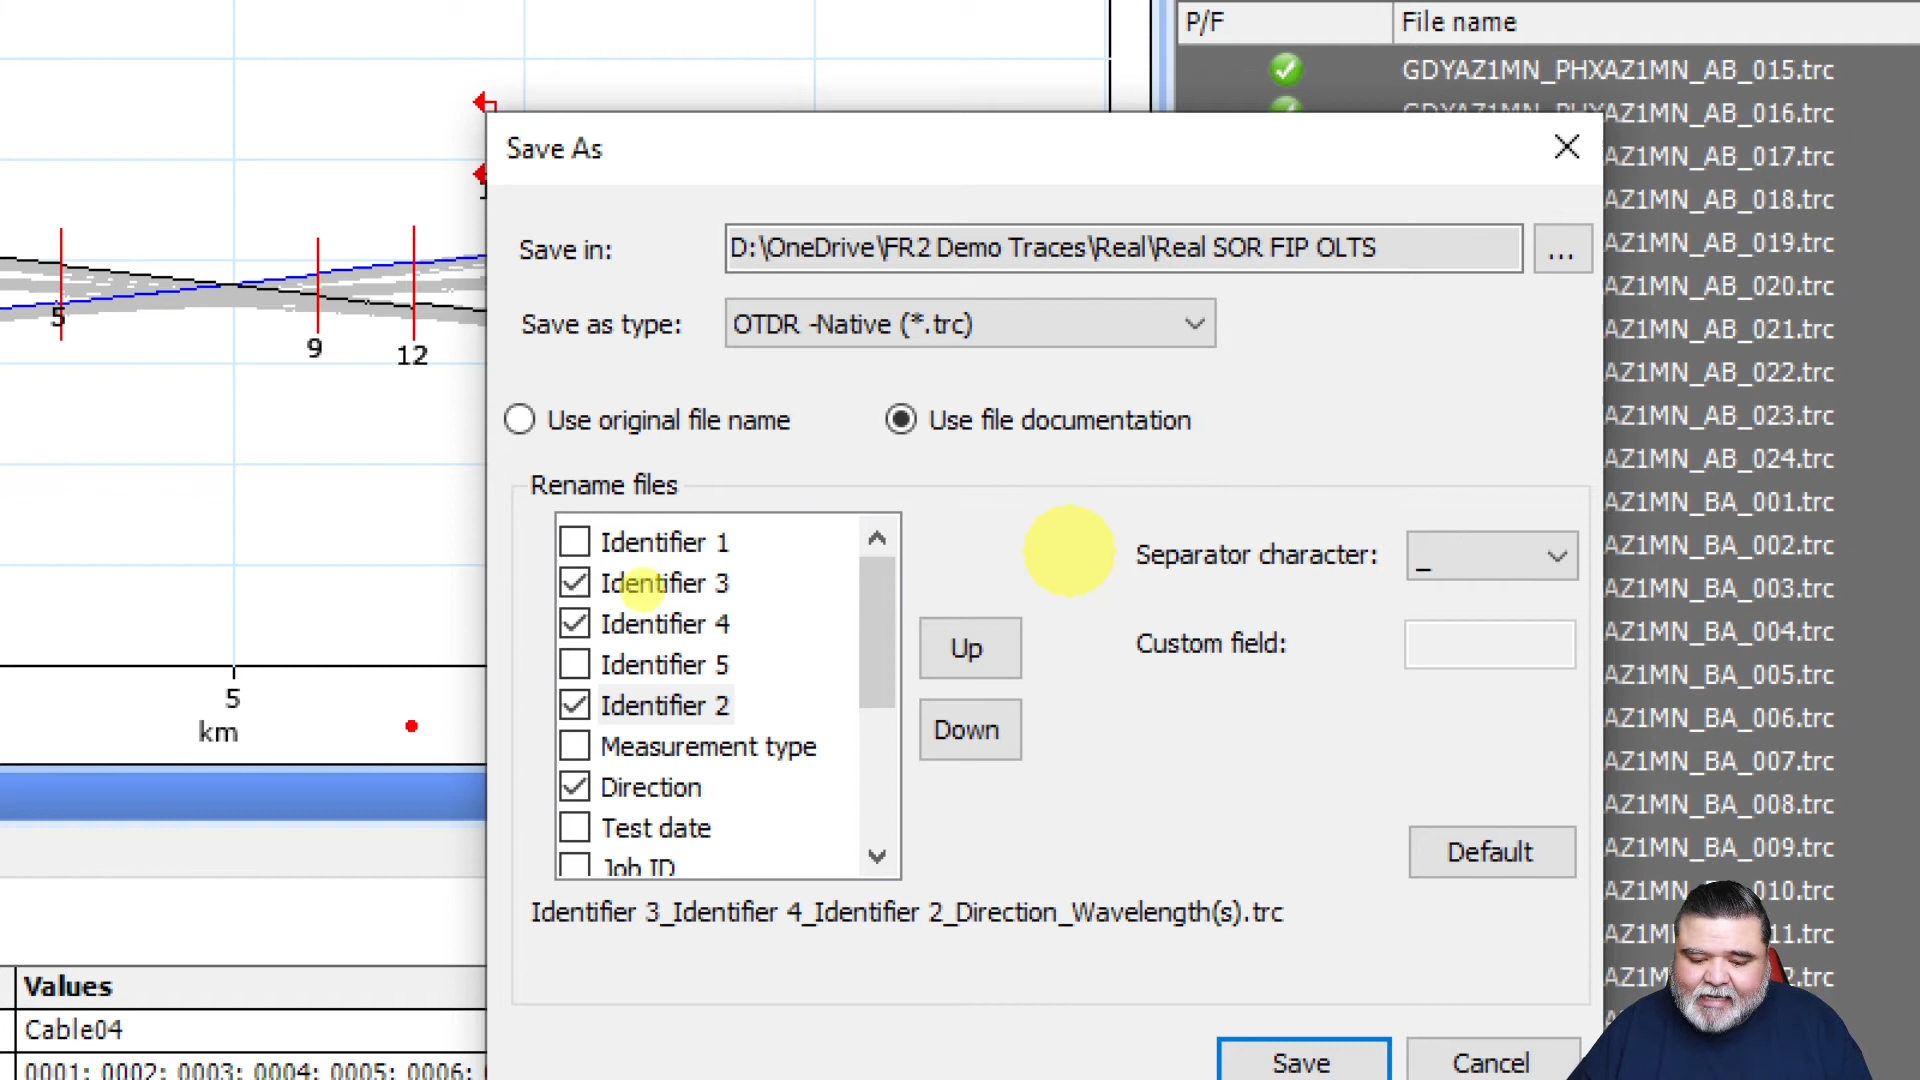 P/F File name
GDYAZ1MN_PHXAZ1MN_AB_015.trc
GDYAZ1MN_PHXAZ1MN_AB_016.trc
AZ1MN_AB_017.trc
AZ1MN_AB_018.trc
AZ1MN_AB_019.trc
AZ1MN_AB_020.trc
AZ1MN_AB_021.trc
AZ1MN_AB_022.trc
AZ1MN_AB_023.trc
AZ1MN_AB_024.trc
AZ1MN_BA_001.trc
AZ1MN_BA_002.trc
AZ1MN_BA_003.trc
AZ1MN_BA_004.trc
AZ1MN_BA_005.trc
AZ1MN_BA_006.trc
AZ1MN_BA_007.trc
AZ1MN_BA_008.trc
AZ1MN_BA_009.trc
010.trc
11.trc
.trc
Save As
Save in: D:\OneDrive\FR2 Demo Traces\Real\Real SOR FIP OLTS ...
Save as type: OTDR -Native (*.trc)
Use original file name Use file documentation
Rename files
Identifier 1
Identifier 3
Identifier 4
Identifier 5
Identifier 2
Measurement type
Direction
Test date
Job ID
Up
Down
Separator character: _
Custom field:
Default
Identifier 3_Identifier 4_Identifier 2_Direction_Wavelength(s).trc
Save Cancel
5
9
12
5
km
Values
Cable04
0001; 0002; 0003; 0004; 0005; 0006;